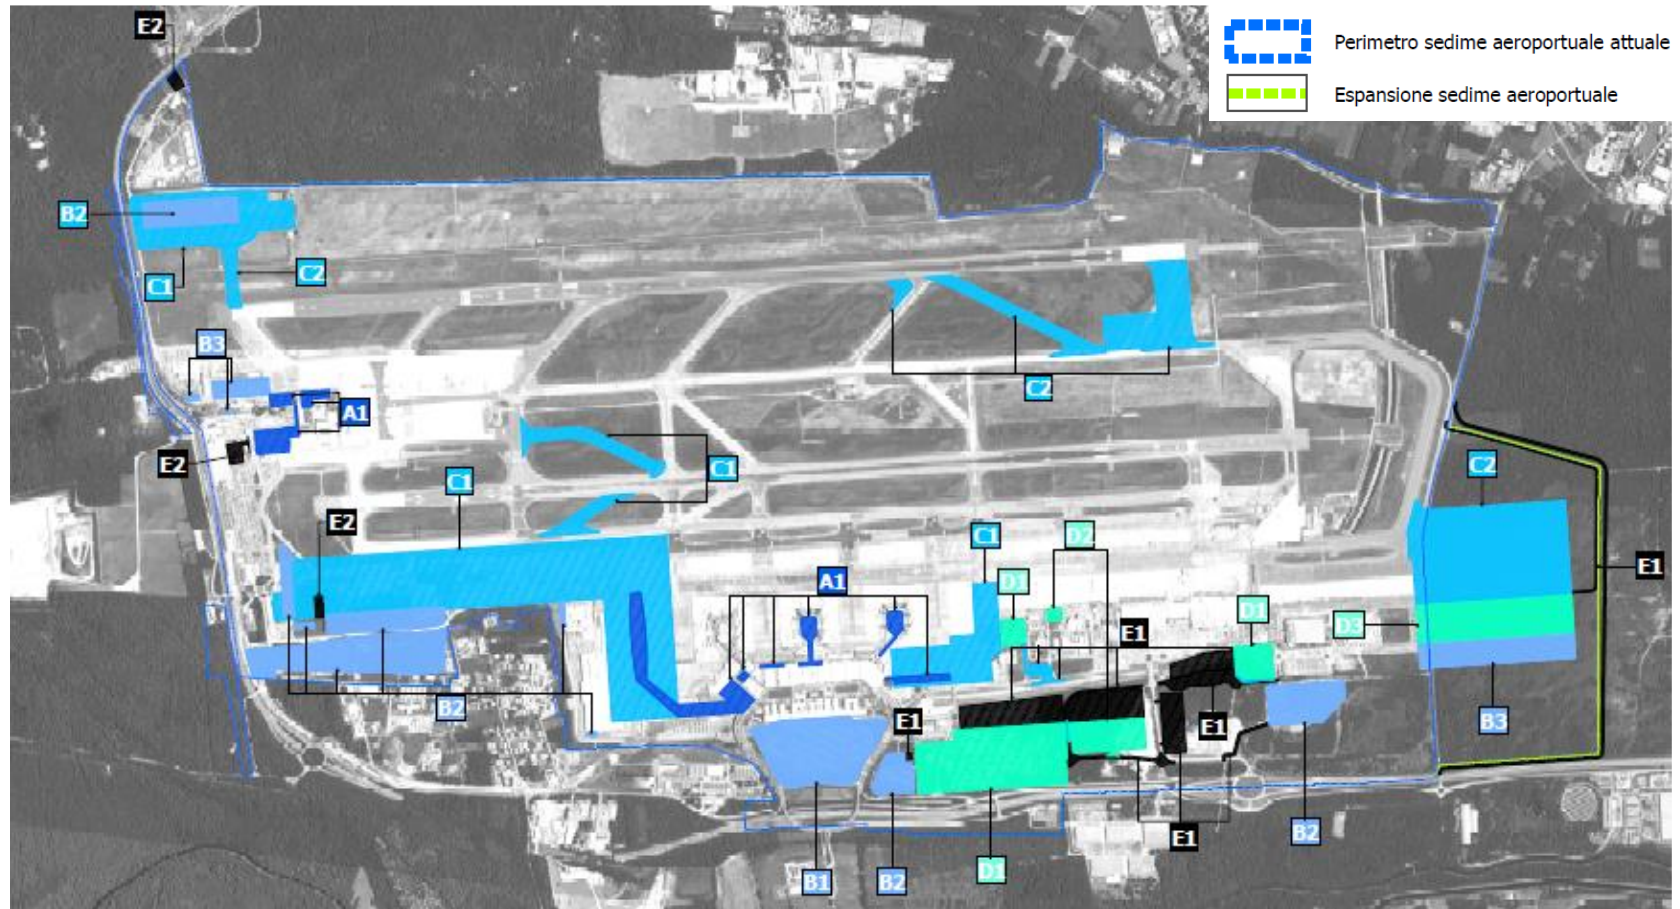 E2
Perimetro sedime aeroportuale attuale
Espansione sedime aeroportuale
B2
C2
C1
B3
C2
A1
C1
E2
C2
C1
E2
C1
D2
E1
A1
D1
D1
D3
E1
B2
E1
E1
B3
E1
B2
B1
B2
D1